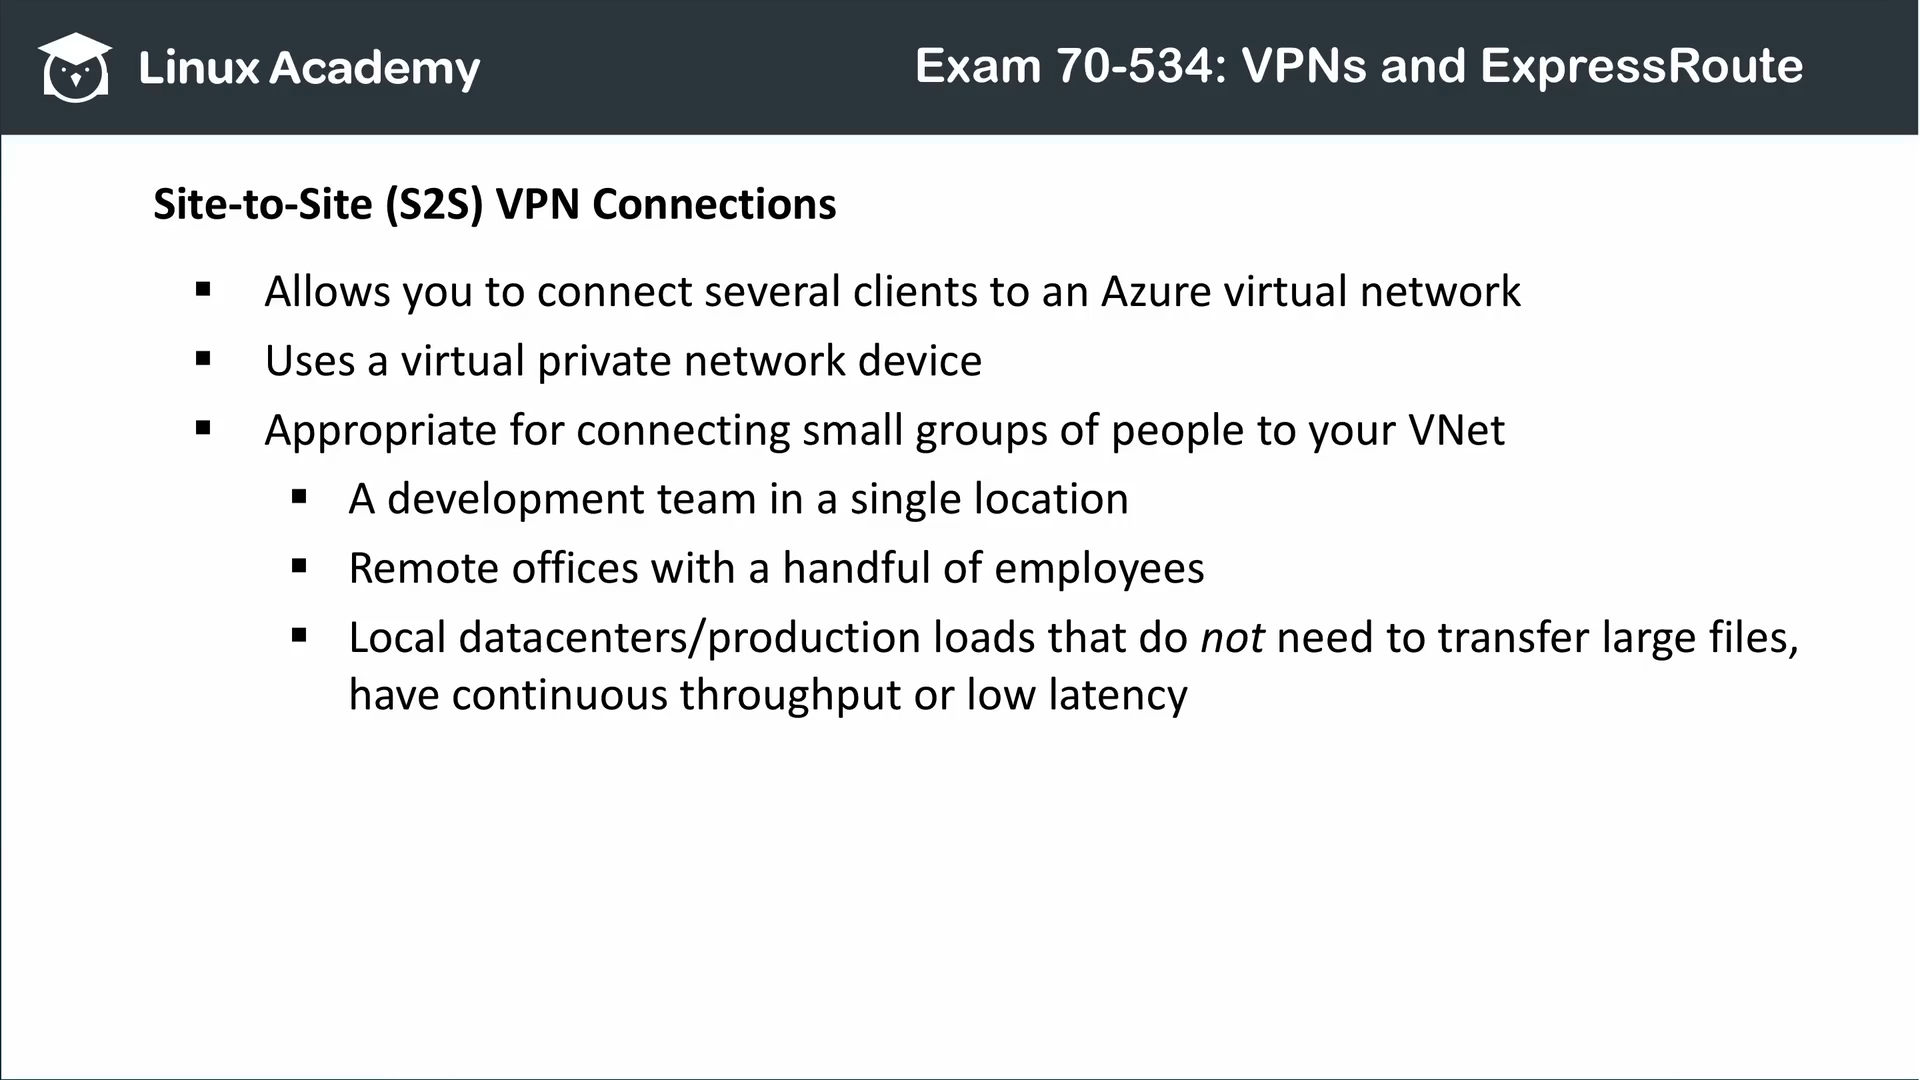 Linux Academy
Exam 70-534: VPNs and ExpressRoute
Site-to-Site (S2S) VPN Connections
▪ Allows you to connect several clients to an Azure virtual network
▪ Uses a virtual private network device
▪ Appropriate for connecting small groups of people to your VNet
▪ A development team in a single location
▪ Remote offices with a handful of employees
▪ Local datacenters/production loads that do not need to transfer large files,
have continuous throughput or low latency